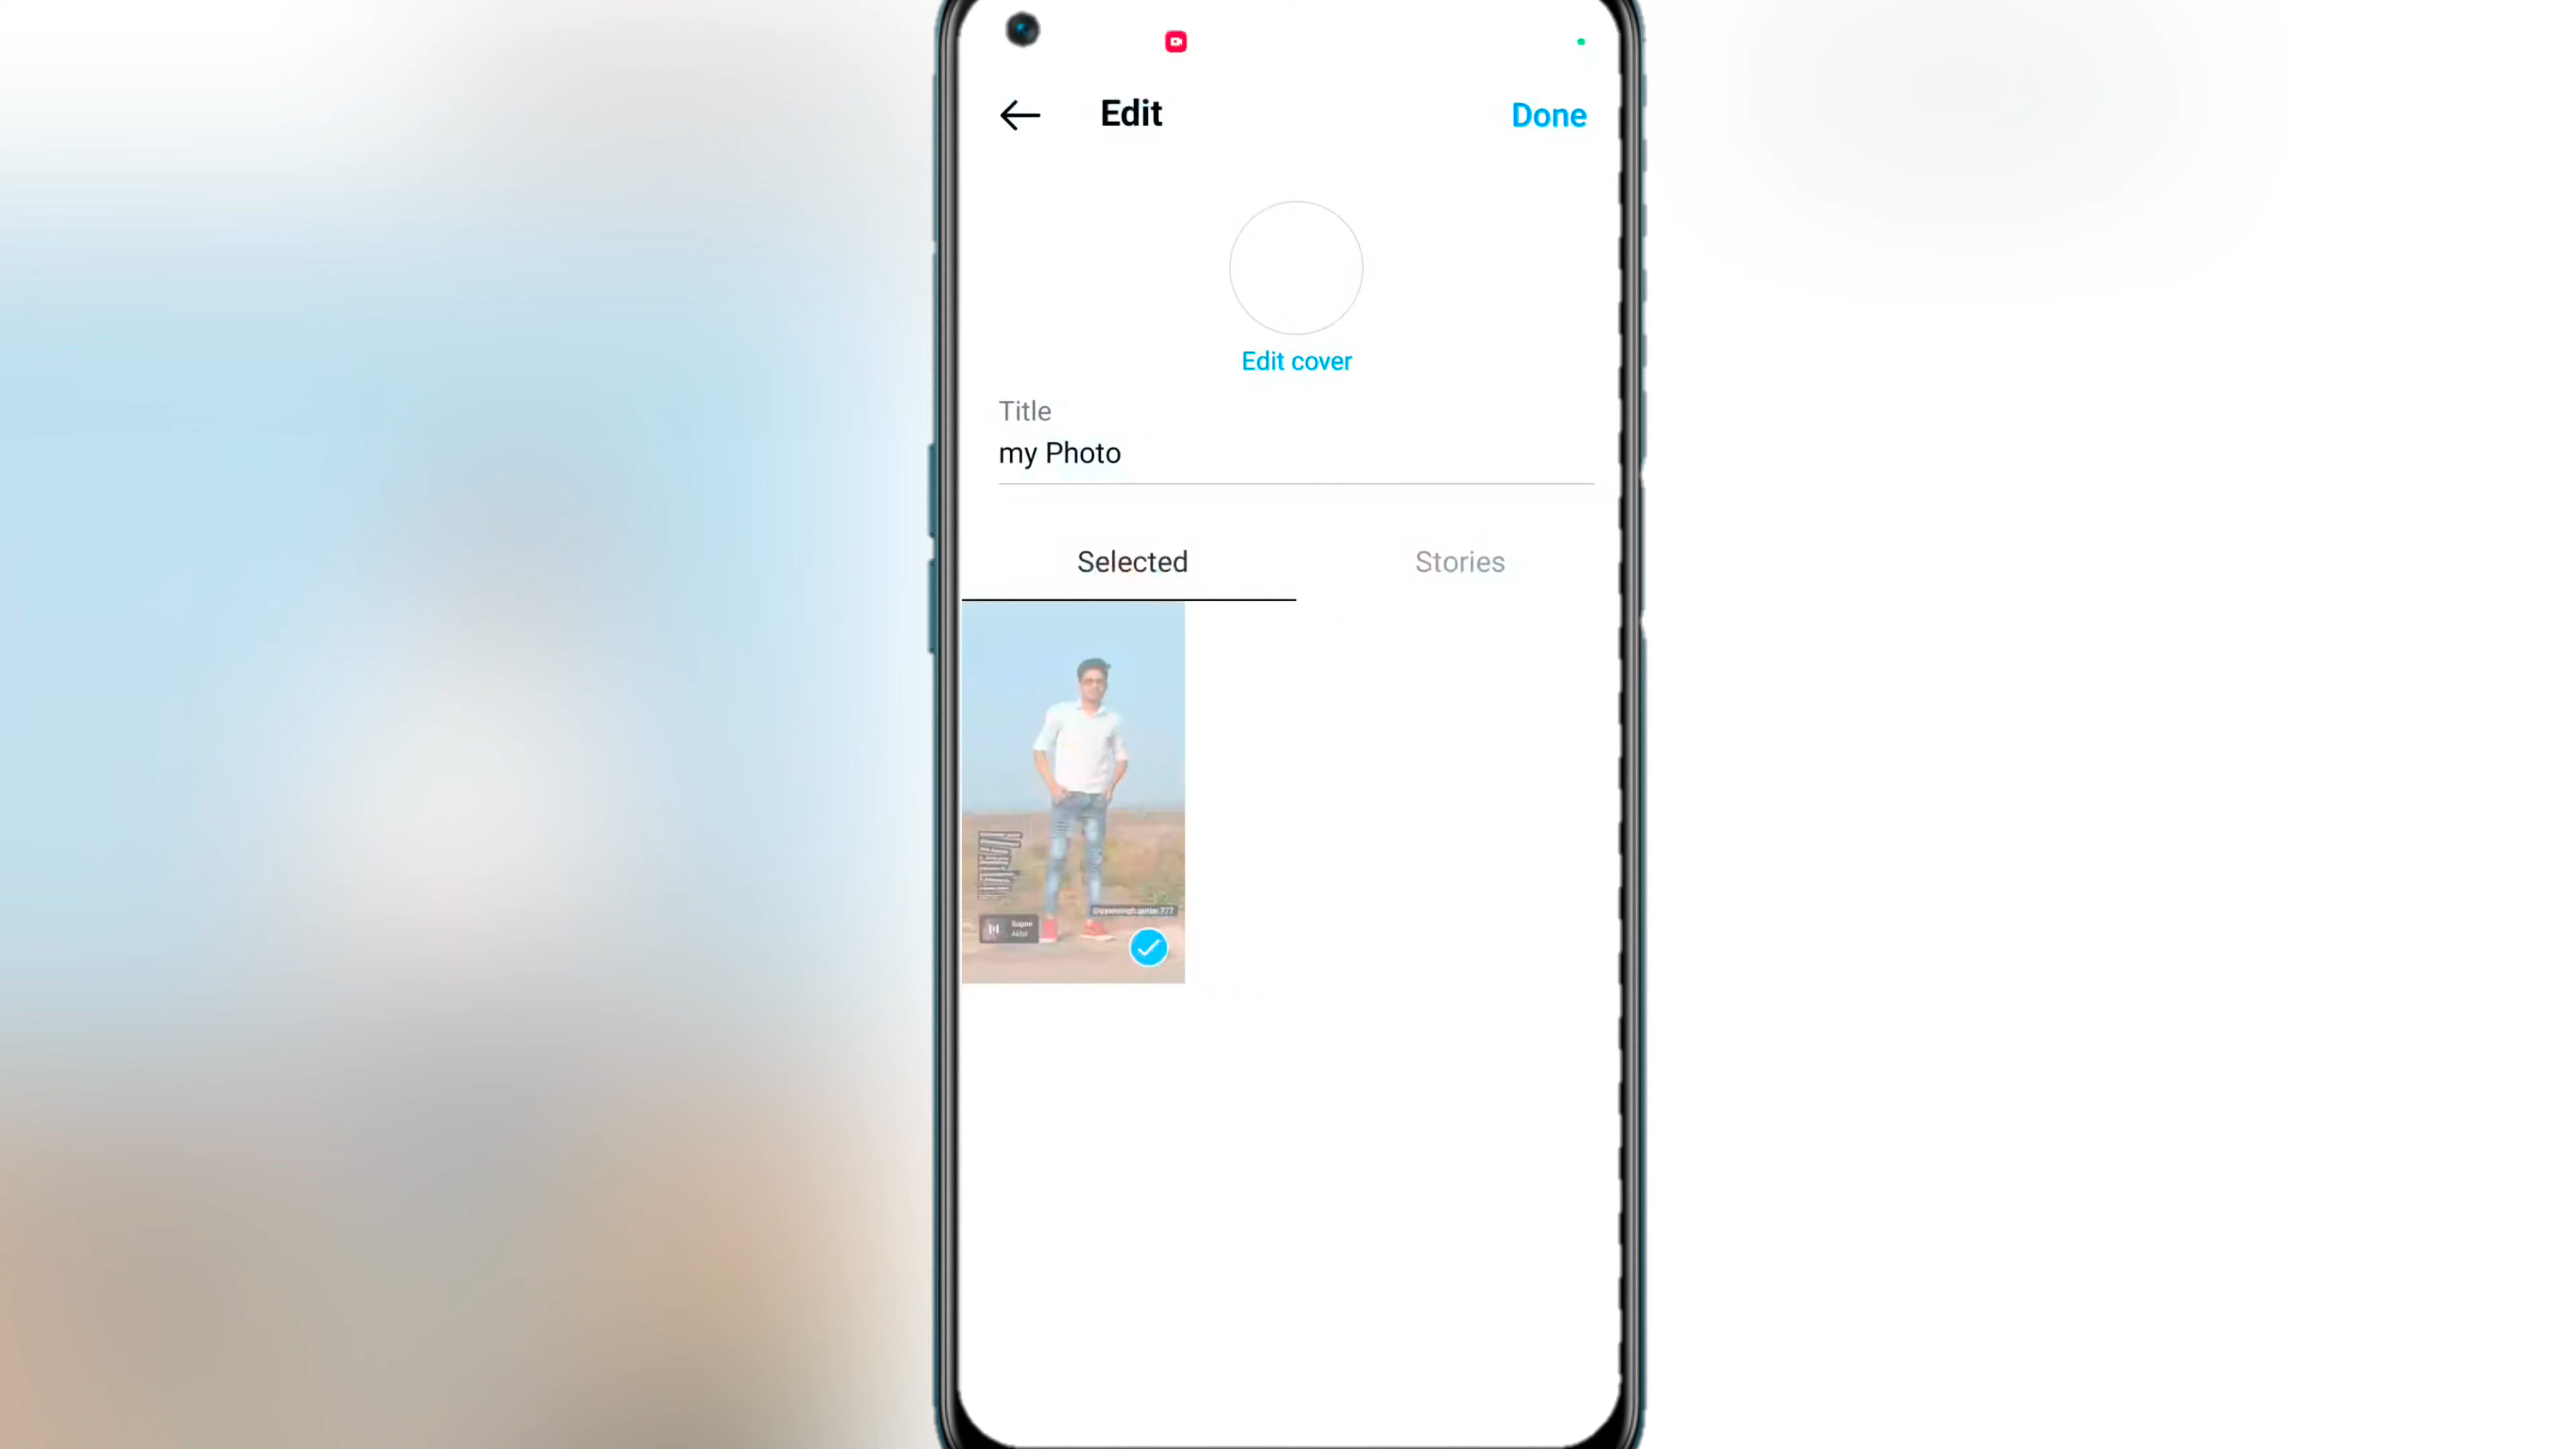 Edit
Done
Edit cover
Title
my Photo
Selected
Stories